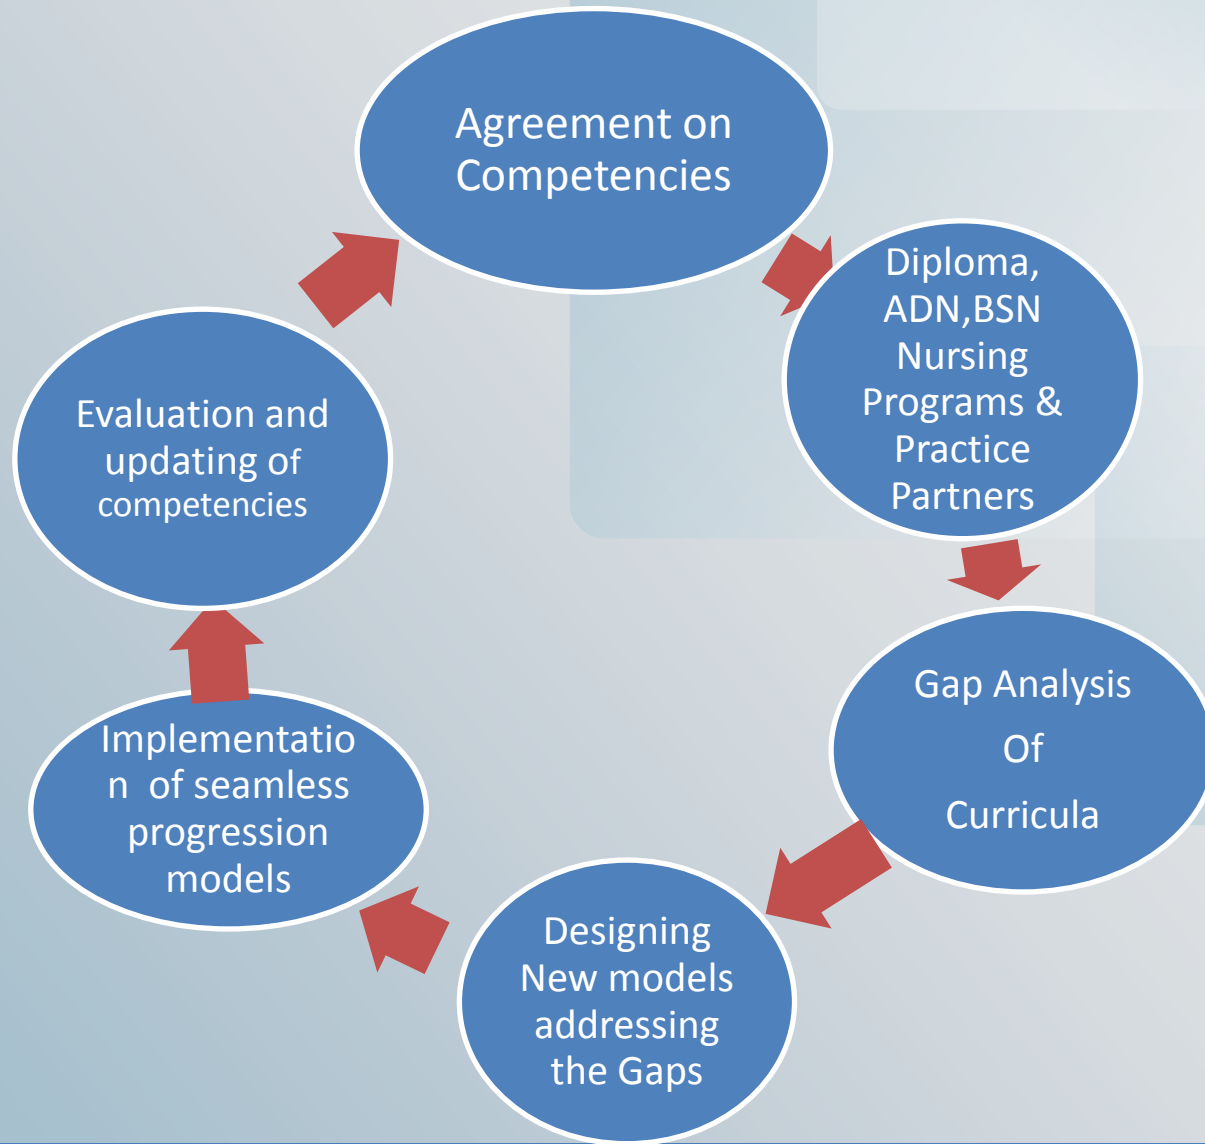 Agreement on
Competencies
Diploma,
ADN,BSN
Nursing
Programs &
Practice
Partners
Gap Analysis
Of
Curricula
Designing
New models
addressing
the Gaps
Implementatio
n of seamless
progression
models
Evaluation and
updating of
competencies